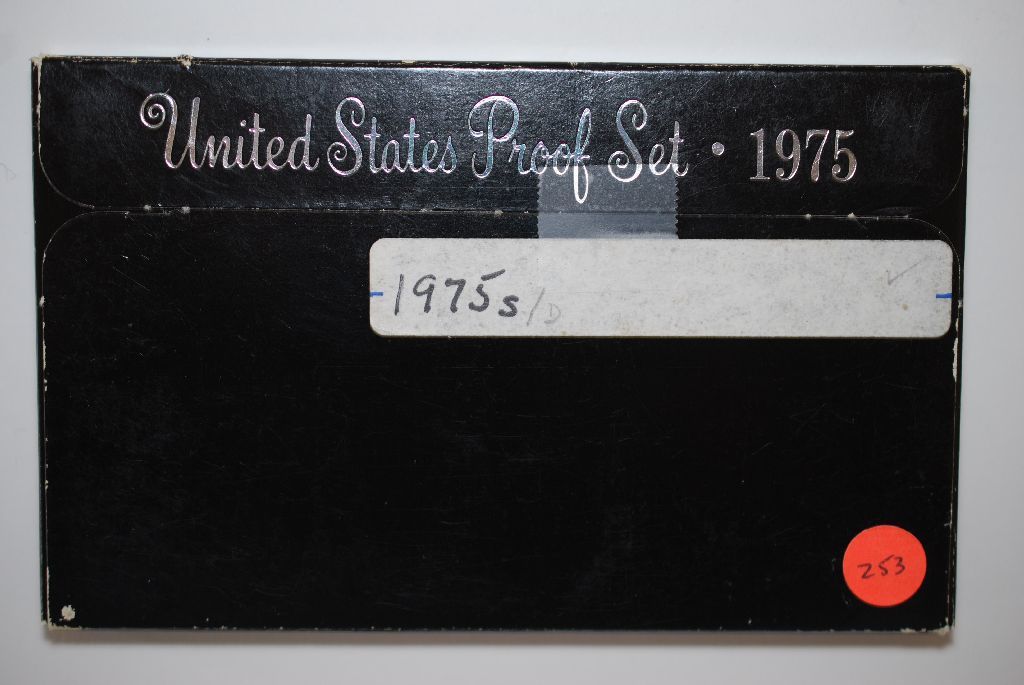 United States Proof Set • 1975
1975s/D
253